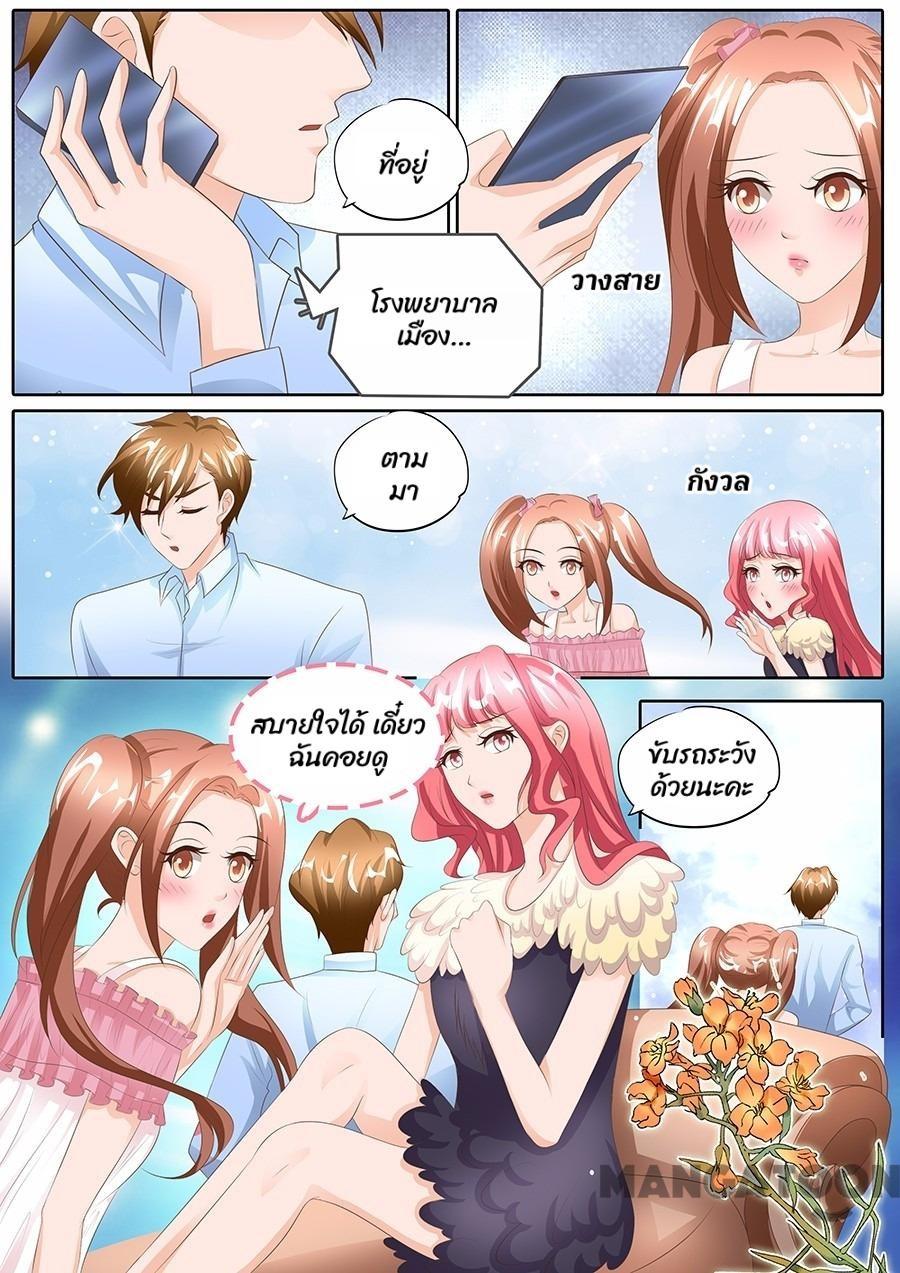 ที่อยู่
โรงพยาบาล
เมือง...
วางสาย
ตาม
มา
กังวล
สบายใจได้ เดี๋ยว
ฉันคอยดู
ขับรถระวัง
ด้วยนะคะ
MANGATOON